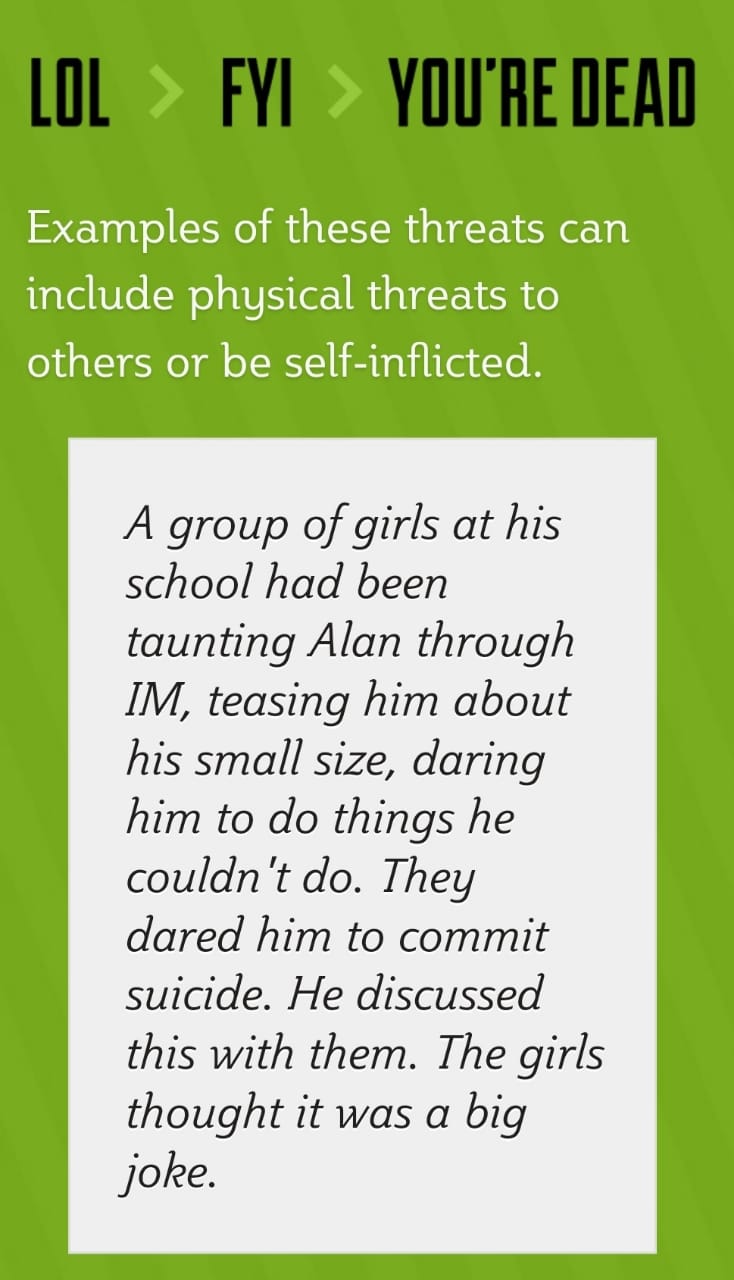 LOL > FYI > YOU'RE DEAD
Examples of these threats can
include physical threats to
others or be self-inflicted.
A group of girls at his
school had been
taunting Alan through
IM, teasing him about
his small size, daring
him to do things he
couldn't do. They
dared him to commit
suicide. He discussed
this with them. The girls
thought it was a big
joke.